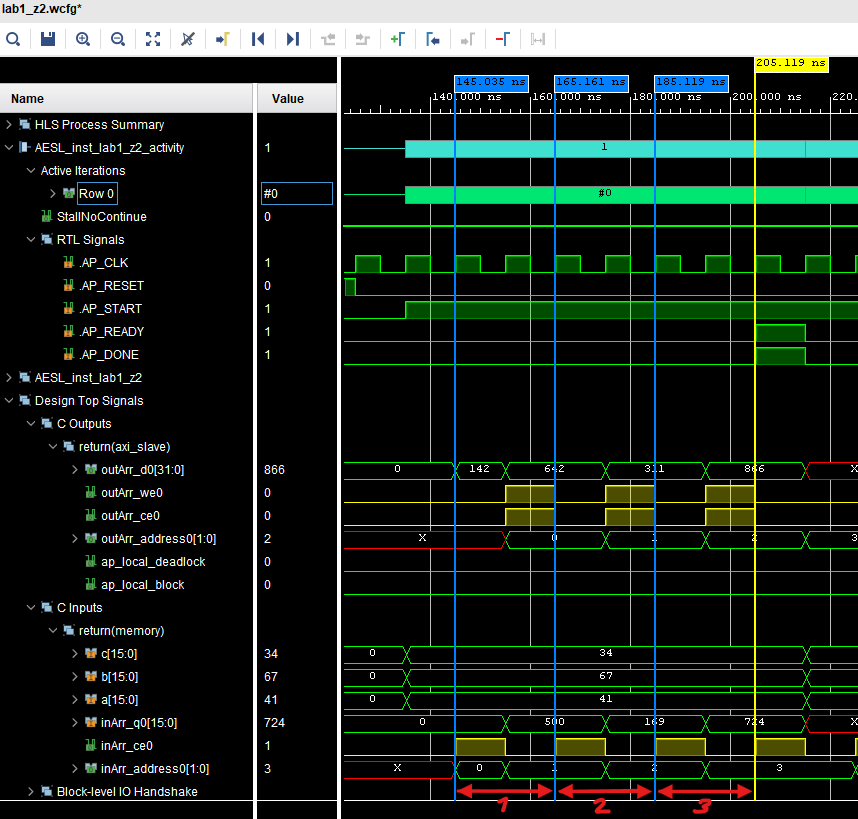 lab1_z2.wcfg*
205.119 ns
145.035 ns 165.161 ns 185.119 ns
Name Value 140.000 ns 160.000 ns 180.000 ns 200.000 ns 220.
HLS Process Summary
AESL_inst_lab1_z2_activity 1 1
Active Iterations
Row 0 #0 #0
StallNoContinue 0
RTL Signals
.AP_CLK 1
.AP_RESET 0
.AP_START 1
.AP_READY 1
.AP_DONE 1
AESL_inst_lab1_z2
Design Top Signals
C Outputs
return(axi_slave)
outArr_d0[31:0] 866 0 142 642 311 866 X
outArr_we0 0
outArr_ce0 0
outArr_address0[1:0] 2 X 0 1 2 3
ap_local_deadlock 0
ap_local_block 0
C Inputs
return(memory)
c[15:0] 34 0 34
b[15:0] 67 0 67
a[15:0] 41 0 41
inArr_q0[15:0] 724 0 500 169 724 X
inArr_ce0 1
inArr_address0[1:0] 3 X 0 1 2 3
Block-level IO Handshake 1 2 3